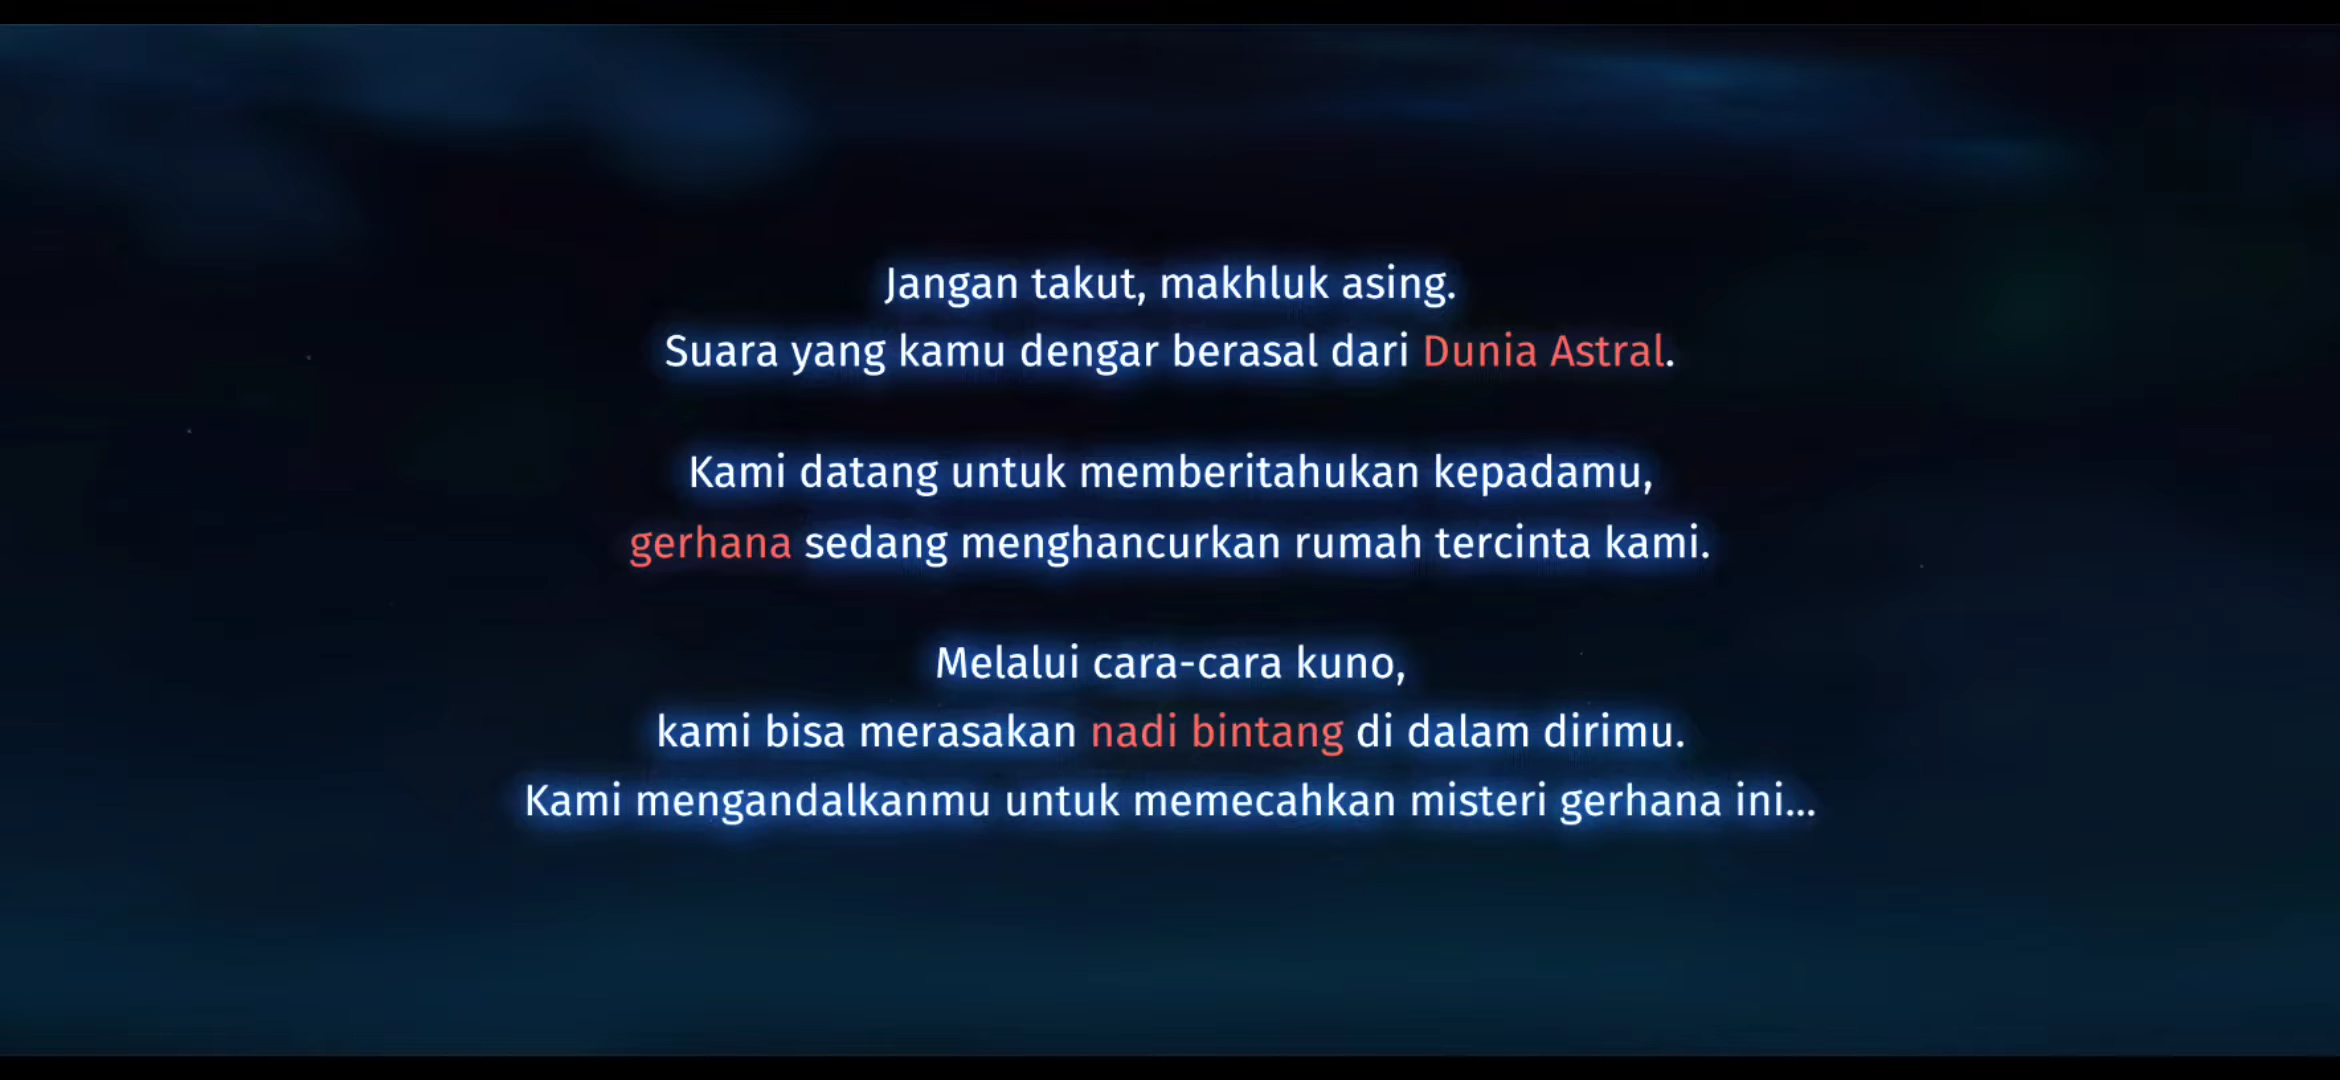 Jangan takut, makhluk asing.
Suara yang kamu dengar berasal dari Dunia Astral.
Kami datang untuk memberitahukan kepadamu,
gerhana sedang menghancurkan rumah tercinta kami.
Melalui cara-cara kuno,
kami bisa merasakan nadi bintang di dalam dirimu.
Kami mengandalkanmu untuk memecahkan misteri gerhana ini...